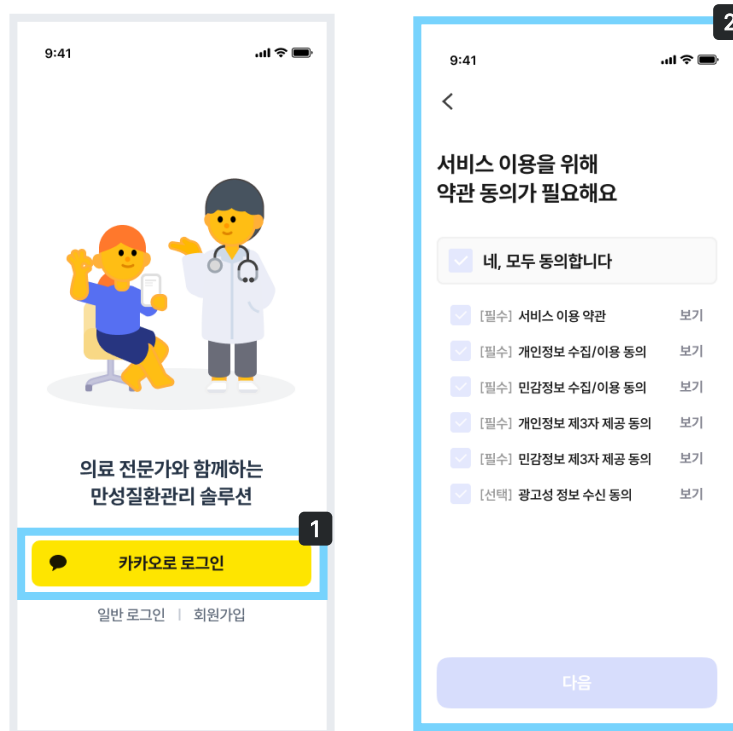 9:41
의료 전문가와 함께하는
만성질환관리 솔루션
1
카카오로 로그인
일반 로그인 | 회원가입
2
9:41
서비스 이용을 위해
약관 동의가 필요해요
네, 모두 동의합니다
[필수] 서비스 이용 약관 보기
[필수] 개인정보 수집/이용 동의 보기
[필수] 민감정보 수집/이용 동의 보기
[필수] 개인정보 제3자 제공 동의 보기
[필수] 민감정보 제3자 제공 동의 보기
[선택] 광고성 정보 수신 동의 보기
다음